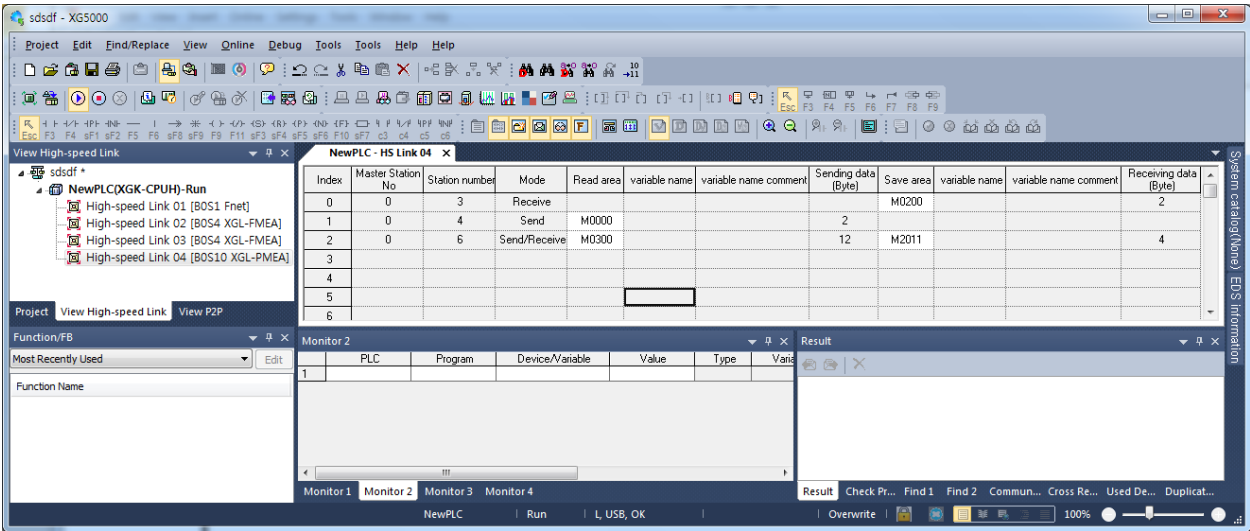 sdsdf - XG5000
Project Edit Find/Replace View Online Debug Tools Tools Help Help
Esc F3 F4 F5 F6 F7 F8 F9
Esc F3 F4 sF1 sF2 F5 F6 sF8 sF9 F9 F11 sF3 sF4 sF5 sF6 F10 sF7 c3 c4 c5 c6
View High-speed Link
sdsdf *
NewPLC(XGK-CPUH)-Run
High-speed Link 01 [B0S1 Fnet]
High-speed Link 02 [B0S4 XGL-FMEA]
High-speed Link 03 [B0S4 XGL-FMEA]
High-speed Link 04 [B0S10 XGL-PMEA]
Project View High-speed Link View P2P
NewPLC - HS Link 04
Index Master Station No Station number Mode Read area variable name variable name comment Sending data (Byte) Save area variable name variable name comment Receiving data (Byte)
0 0 3 Receive M0200 2
1 0 4 Send M0000 2
2 0 6 Send/Receive M0300 12 M2011 4
3
4
5
6
System catalog(None) EDS information
Function/FB
Most Recently Used Edit
Function Name
Monitor 2
PLC Program Device/Variable Value Type Varia
1
Monitor 1 Monitor 2 Monitor 3 Monitor 4
Result
Result Check Pr... Find 1 Find 2 Commun... Cross Re... Used De... Duplicat...
NewPLC Run L, USB, OK Overwrite 100%